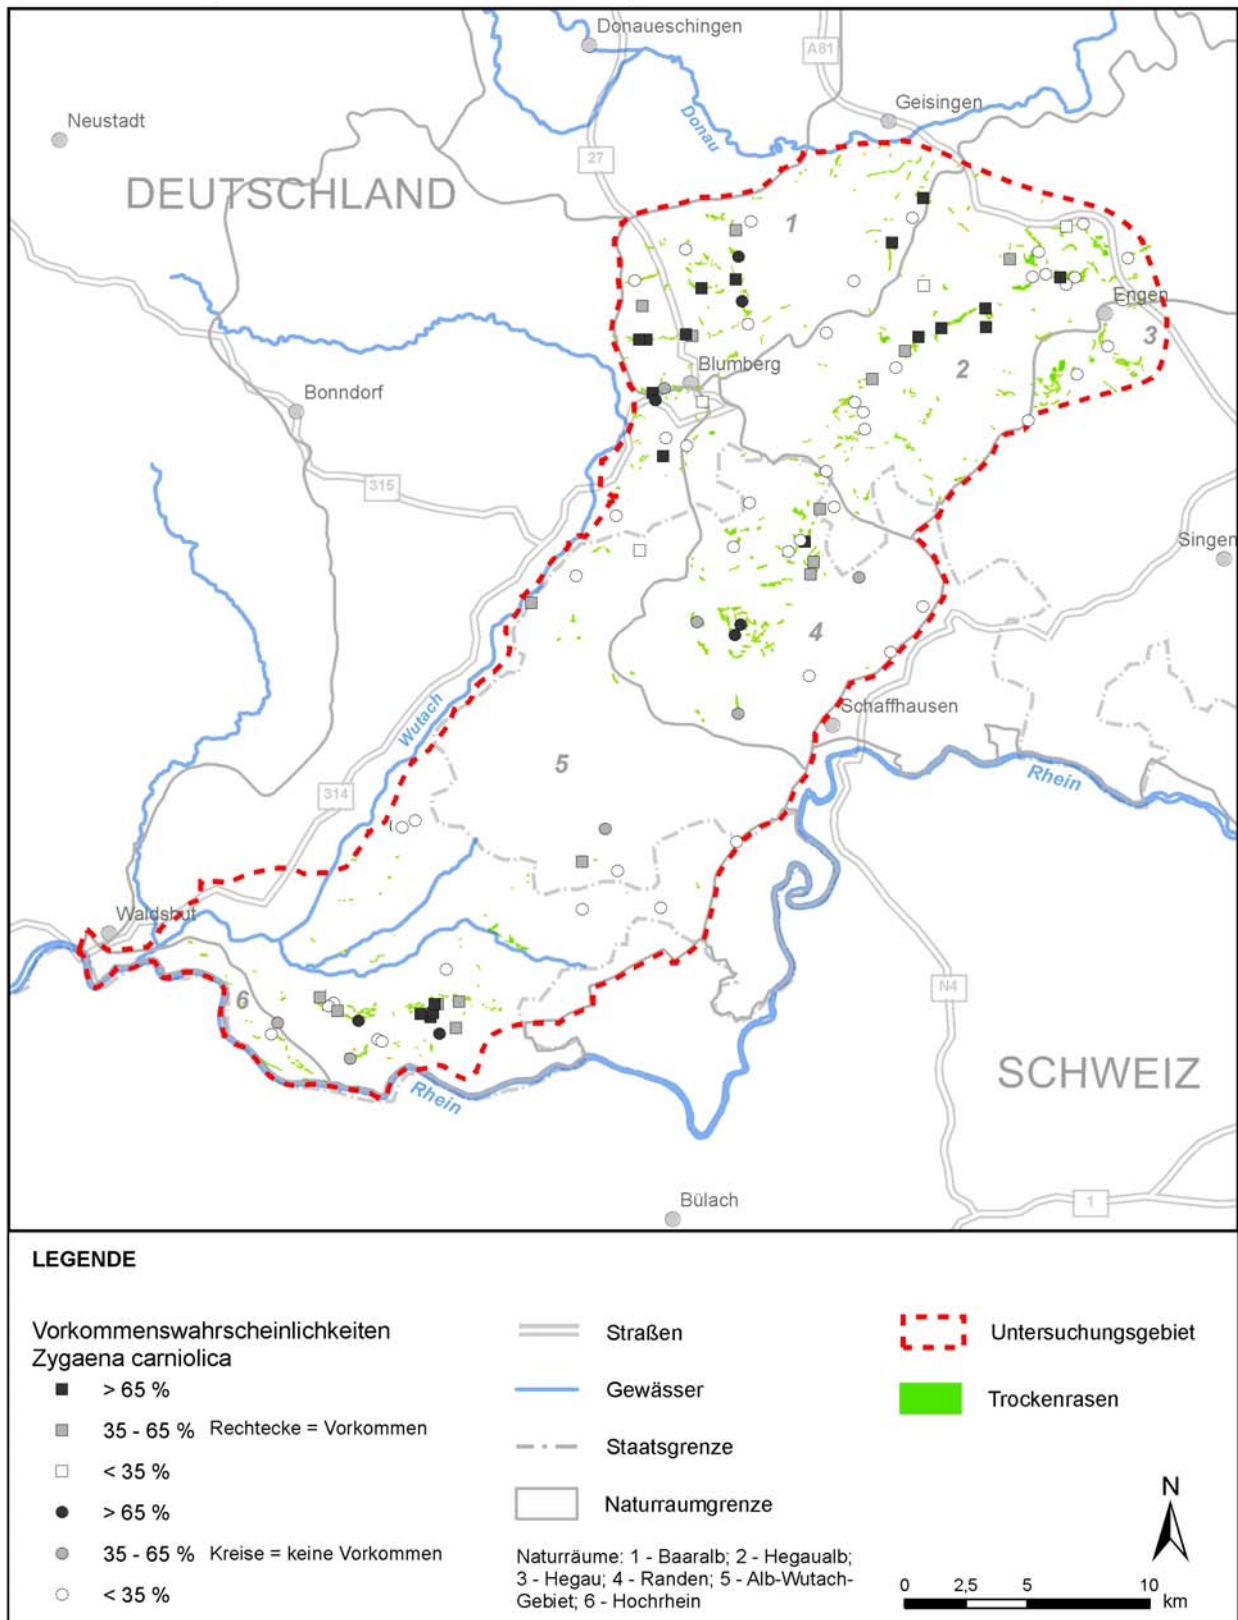 Donaueschingen
A81
Neustadt
Geisingen
Donau
27
DEUTSCHLAND
1
Engen
3
Blumberg
2
Bonndorf
315
Singen
4
Wutach
Schaffhausen
5
Rhein
314
Waldshut
N4
6
Rhein
SCHWEIZ
Bülach
1
LEGENDE
Vorkommenswahrscheinlichkeiten
Zygaena carniolica
> 65 %
35 - 65 % Rechtecke = Vorkommen
< 35 %
> 65 %
35 - 65 % Kreise = keine Vorkommen
< 35 %
Straßen
Gewässer
Staatsgrenze
Naturraumgrenze
Naturräume: 1 - Baaralb; 2 - Hegaualb;
3 - Hegau; 4 - Randen; 5 - Alb-Wutach-
Gebiet; 6 - Hochrhein
Untersuchungsgebiet
Trockenrasen
N
0 2,5 5 10
km